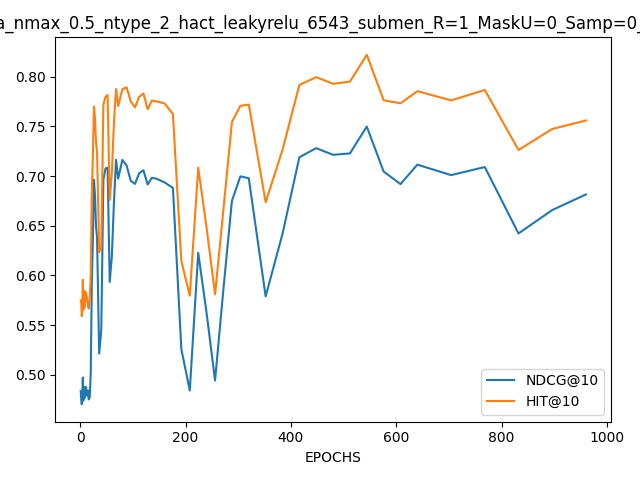 a_nmax_0.5_ntype_2_hact_leakyrelu_6543_submen_R=1_MaskU=0_Samp=0_
0.80
0.75
0.70
0.65
0.60
0.55
0.50
0 200 400 600 800 1000
EPOCHS
NDCG@10
HIT@10